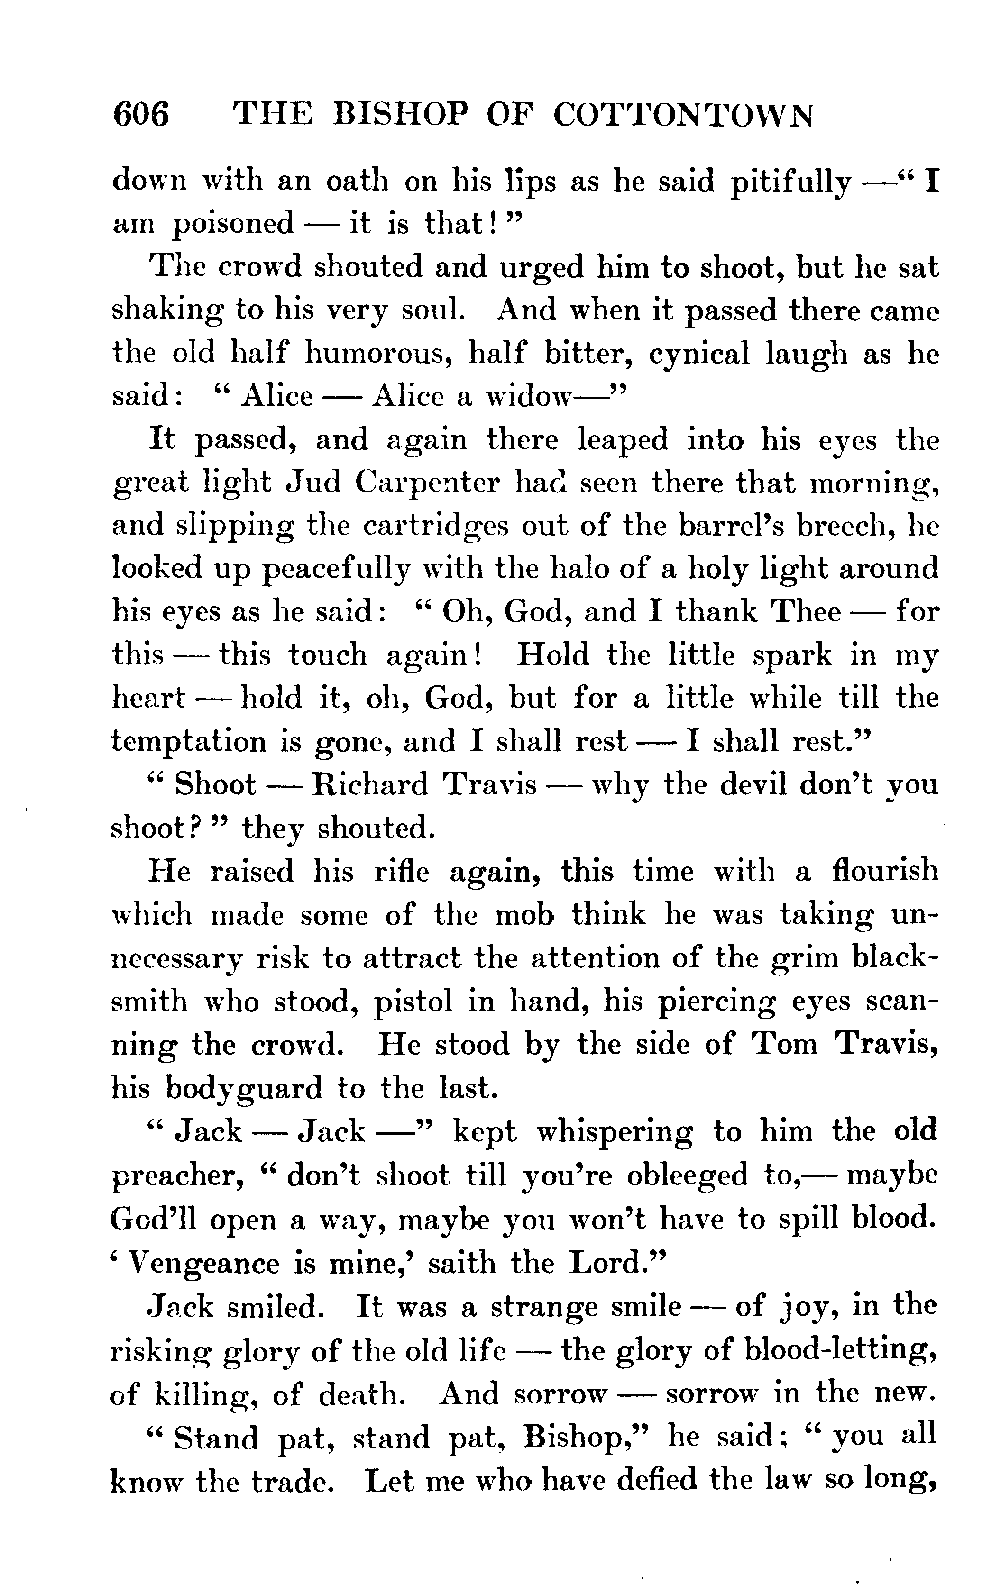 606 THE BISHOP OF COTTONTOWN
down with an oath on his lips as he said pitifully —“ I
am poisoned — it is that! ”
The crowd shouted and urged him to shoot, but he sat
shaking to his very soul. And when it passed there came
the old half humorous, half bitter, cynical laugh as he
said: “ Alice — Alice a widow—”
It passed, and again there leaped into his eyes the
great light Jud Carpenter had seen there that morning,
and slipping the cartridges out of the barrel’s breech, he
looked up peacefully with the halo of a holy light around
his eyes as he said: “ Oh, God, and I thank Thee — for
this — this touch again! Hold the little spark in my
heart — hold it, oh, God, but for a little while till the
temptation is gone, and I shall rest — I shall rest.”
“ Shoot — Richard Travis — why the devil don’t you
shoot? ” they shouted.
He raised his rifle again, this time with a flourish
which made some of the mob think he was taking un-
necessary risk to attract the attention of the grim black-
smith who stood, pistol in hand, his piercing eyes scan-
ning the crowd. He stood by the side of Tom Travis,
his bodyguard to the last.
“ Jack — Jack —” kept whispering to him the old
preacher, “ don’t shoot till you’re obleeged to,— maybe
God’ll open a way, maybe you won’t have to spill blood.
‘ Vengeance is mine,’ saith the Lord.”
Jack smiled. It was a strange smile — of joy, in the
risking glory of the old life — the glory of blood-letting,
of killing, of death. And sorrow — sorrow in the new.
“ Stand pat, stand pat, Bishop,” he said; “ you all
know the trade. Let me who have defied the law so long,